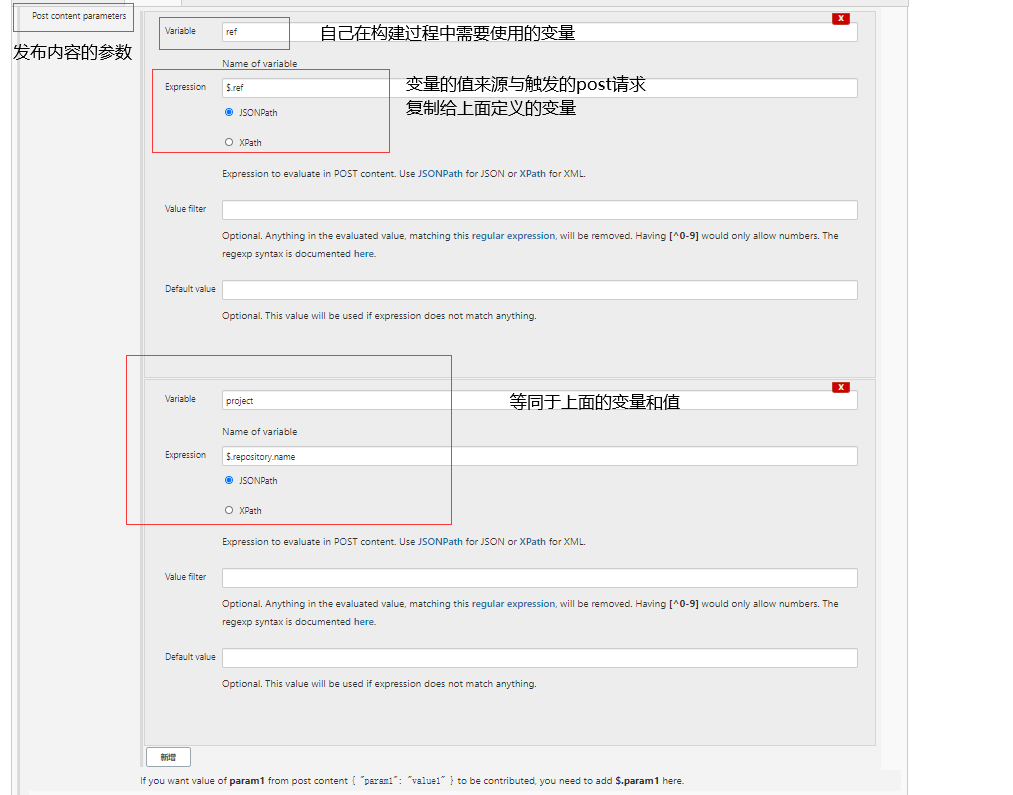 Post content parameters
发布内容的参数
X
Variable
ref
自己在构建过程中需要使用的变量
Name of variable
Expression
$.ref
变量的值来源与触发的post请求
复制给上面定义的变量
JSONPath
XPath
Expression to evaluate in POST content. Use JSONPath for JSON or XPath for XML.
Value filter
Optional. Anything in the evaluated value, matching this regular expression, will be removed. Having [^0-9] would only allow numbers. The
regexp syntax is documented here.
Default value
Optional. This value will be used if expression does not match anything.
X
Variable
project
等同于上面的变量和值
Name of variable
Expression
$.repository.name
JSONPath
XPath
Expression to evaluate in POST content. Use JSONPath for JSON or XPath for XML.
Value filter
Optional. Anything in the evaluated value, matching this regular expression, will be removed. Having [^0-9] would only allow numbers. The
regexp syntax is documented here.
Default value
Optional. This value will be used if expression does not match anything.
新增
If you want value of param1 from post content { "param1": "value1" } to be contributed, you need to add $.param1 here.